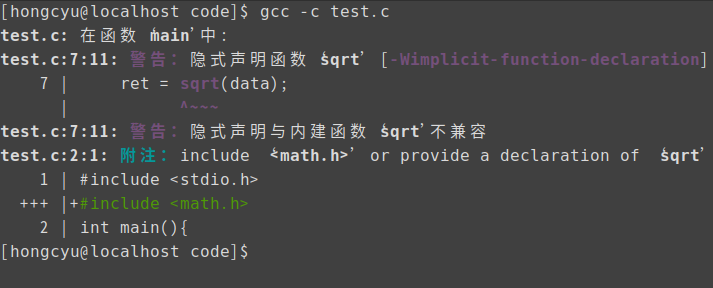 [hongcyu@localhost code]$ gcc -c test.c
test.c: 在函数 ‘main’中：
test.c:7:11: 警告：隐式声明函数 ‘sqrt’ [-Wimplicit-function-declaration]
7 | ret = sqrt(data);
| ^~~~
test.c:7:11: 警告：隐式声明与内建函数 ‘sqrt’不兼容
test.c:2:1: 附注：include ‘<math.h>’ or provide a declaration of ‘sqrt’
1 | #include <stdio.h>
+++ |+#include <math.h>
2 | int main(){
[hongcyu@localhost code]$